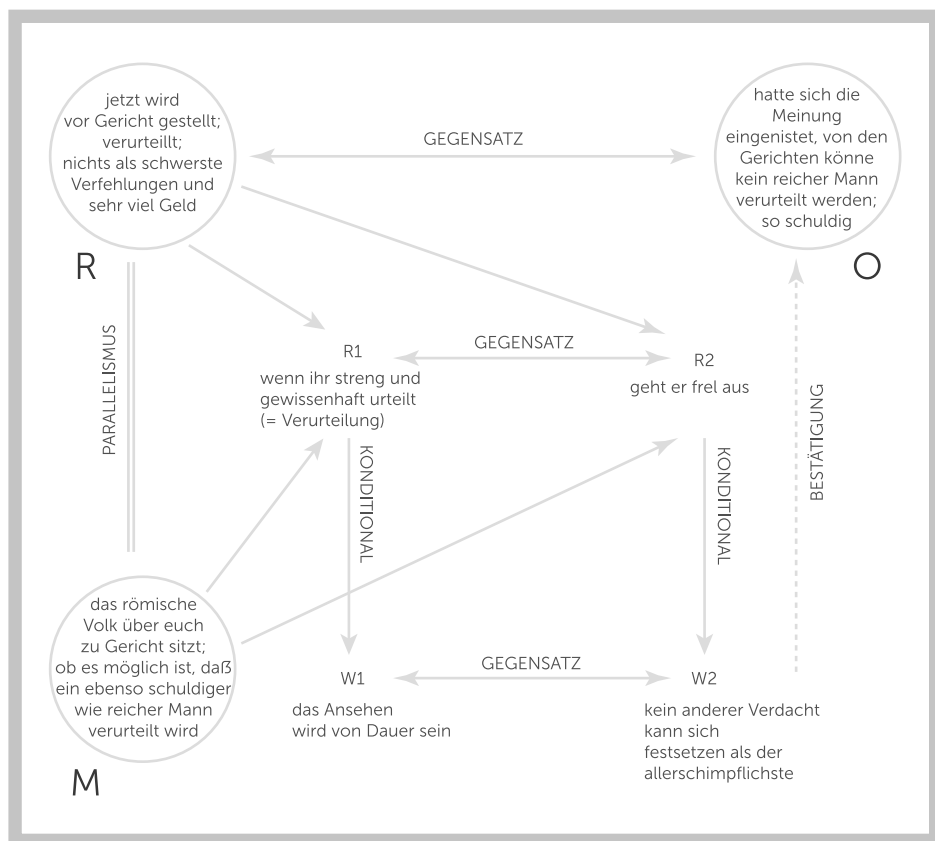 jetzt wird
vor Gericht gestellt;
verurteillt;
nichts als schwerste
Verfehlungen und
sehr viel Geld
R
GEGENSATZ
hatte sich die
Meinung
eingenistet, von den
Gerichten könne
kein reicher Mann
verurteilt werden;
so schuldig
O
PARALLELISMUS
R1
wenn ihr streng und
gewissenhaft urteilt
(= Verurteilung)
GEGENSATZ
R2
geht er frel aus
KONDITIONAL
KONDITIONAL
BESTÄTIGUNG
das römische
Volk über euch
zu Gericht sitzt;
ob es möglich ist, daß
ein ebenso schuldiger
wie reicher Mann
verurteilt wird
M
W1
das Ansehen
wird von Dauer sein
GEGENSATZ
W2
kein anderer Verdacht
kann sich
festsetzen als der
allerschimpflichste